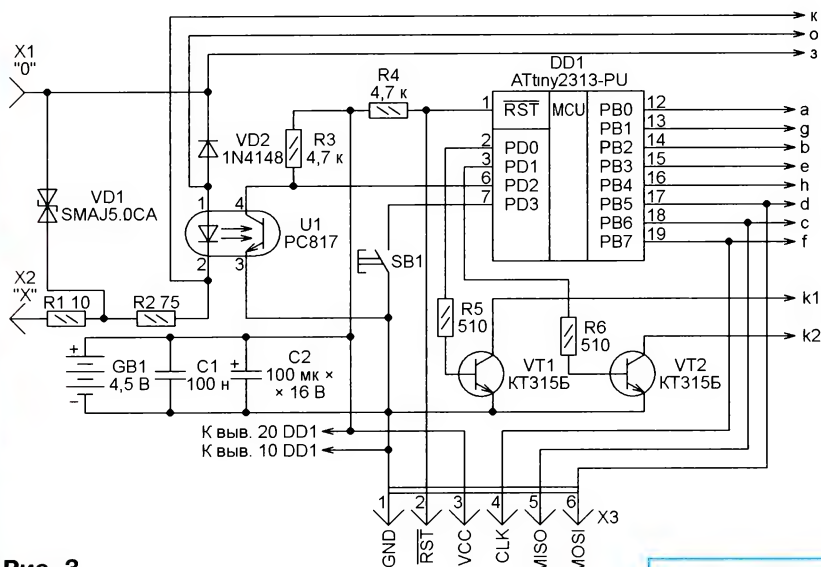 к
о
з
X1
"0"
R4
4,7 к
DD1
ATtiny2313-PU
1
RST
MCU
PB0
12
a
PB1
13
g
2
PD0
PB2
14
b
3
PD1
PB3
15
e
6
PD2
PB4
16
h
7
PD3
PB5
17
d
PB6
18
c
PB7
19
f
VD2
1N4148
R3
4,7 к
VD1
SMAJ5.0CA
1
4
U1
PC817
2
3
SB1
X2
"X"
R1 10
R2 75
R5
510
R6
510
k1
k2
VT1
КТ315Б
VT2
КТ315Б
+
GB1
4,5 В
−
C1
100 н
+
C2
100 мк ×
× 16 В
К выв. 20 DD1
К выв. 10 DD1
1
2
3
4
5
6
X3
GND
RST
VCC
CLK
MISO
MOSI
Рис. 3